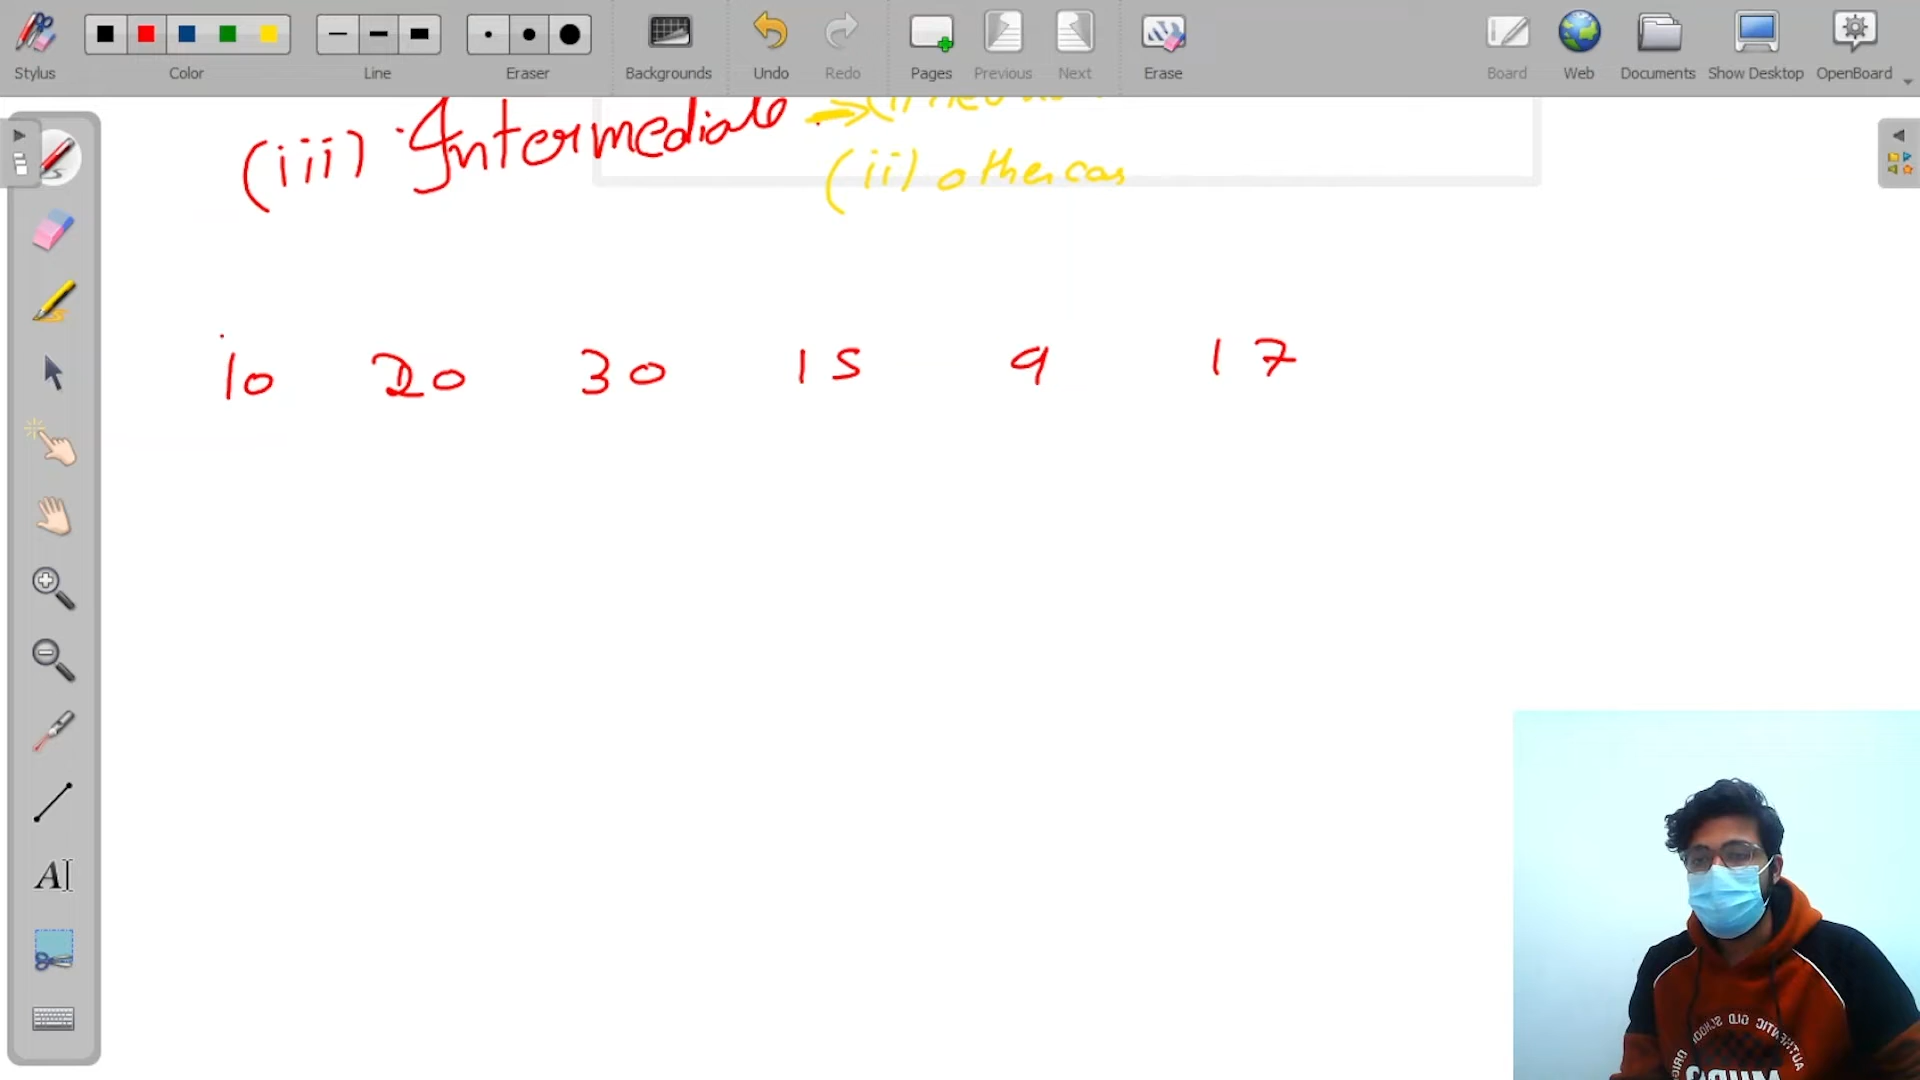 Stylus Color Line Eraser Backgrounds Undo Redo Pages Previous Next Erase Board Web Documents Show Desktop OpenBoard
(iii) Intermediate
(ii) other cas
10 20 30 15 9 17